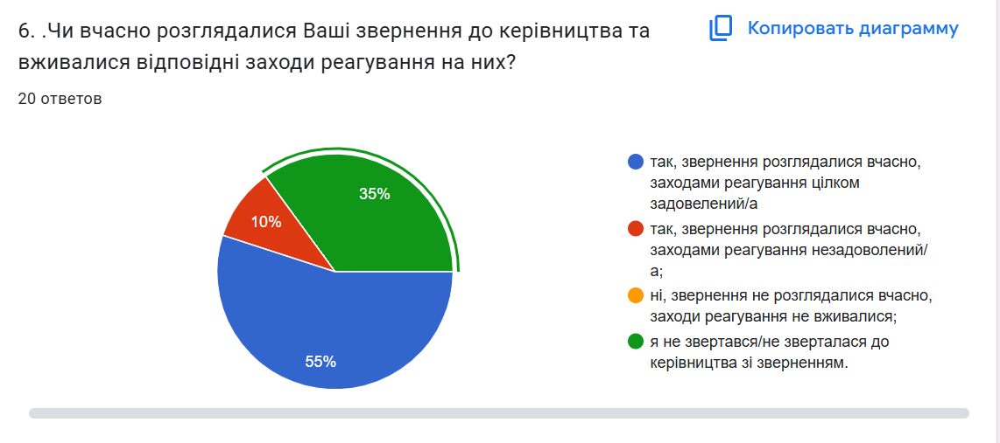 6. .Чи вчасно розглядалися Ваші звернення до керівництва та
вживалися відповідні заходи реагування на них?
Копировать диаграмму
20 ответов
35%
10%
55%
так, звернення розглядалися вчасно,
заходами реагування цілком
задовелений/а
так, звернення розглядалися вчасно,
заходами реагування незадоволений/
а;
ні, звернення не розглядалися вчасно,
заходи реагування не вживалися;
я не звертався/не зверталася до
керівництва зі зверненням.